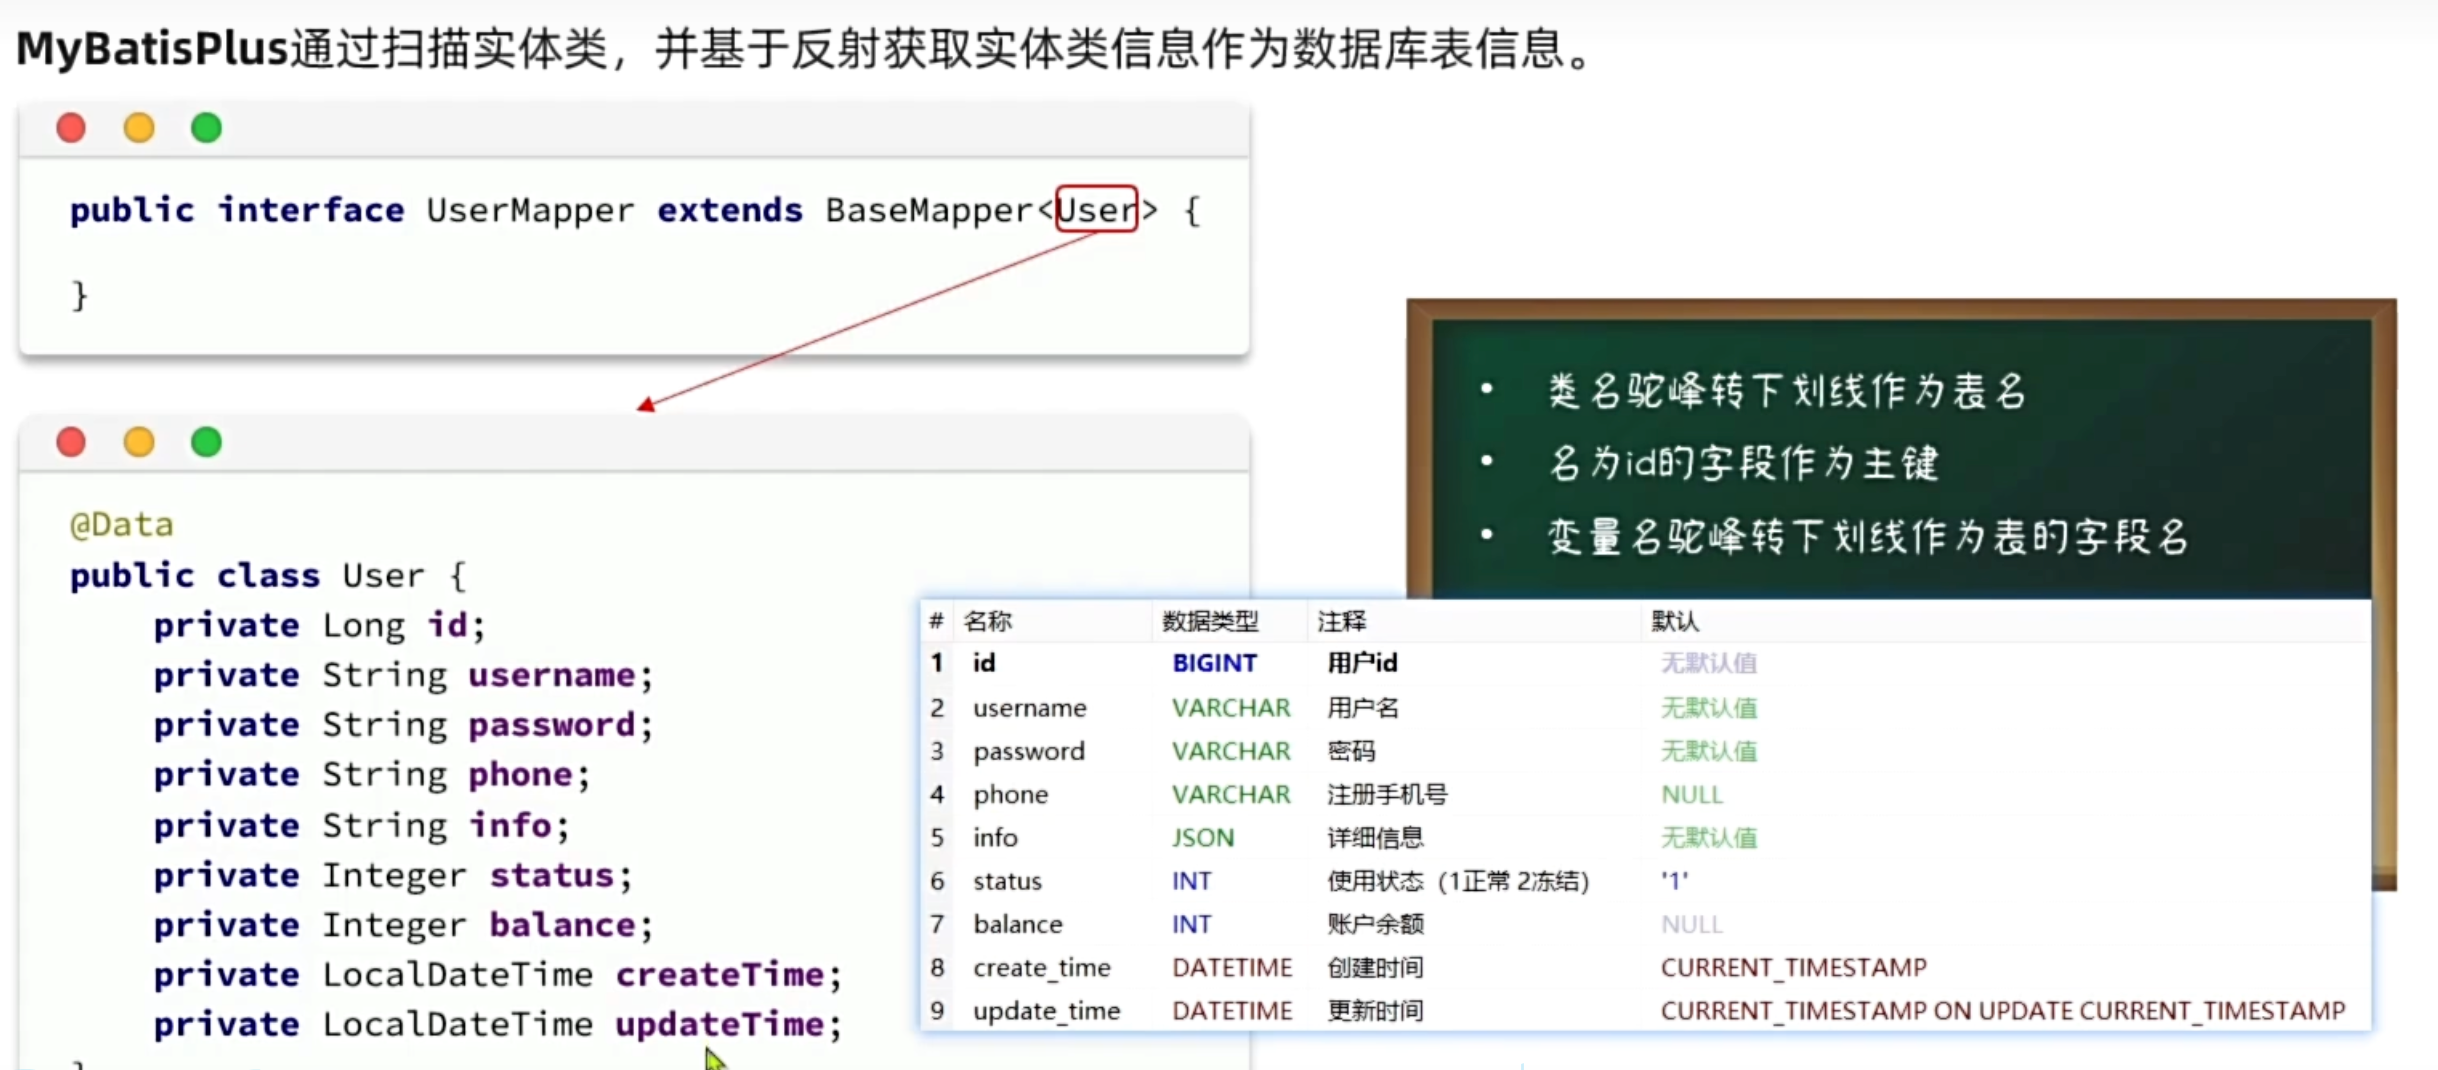 MyBatisPlus通过扫描实体类，并基于反射获取实体类信息作为数据库表信息。
public interface UserMapper extends BaseMapper<User> {
}
@Data
public class User {
private Long id;
private String username;
private String password;
private String phone;
private String info;
private Integer status;
private Integer balance;
private LocalDateTime createTime;
private LocalDateTime updateTime;
}
• 类名驼峰转下划线作为表名
• 名为id的字段作为主键
• 变量名驼峰转下划线作为表的字段名
# 名称 数据类型 注释 默认
1 id BIGINT 用户id 无默认值
2 username VARCHAR 用户名 无默认值
3 password VARCHAR 密码 无默认值
4 phone VARCHAR 注册手机号 NULL
5 info JSON 详细信息 无默认值
6 status INT 使用状态（1正常 2冻结） '1'
7 balance INT 账户余额 NULL
8 create_time DATETIME 创建时间 CURRENT_TIMESTAMP
9 update_time DATETIME 更新时间 CURRENT_TIMESTAMP ON UPDATE CURRENT_TIMESTAMP